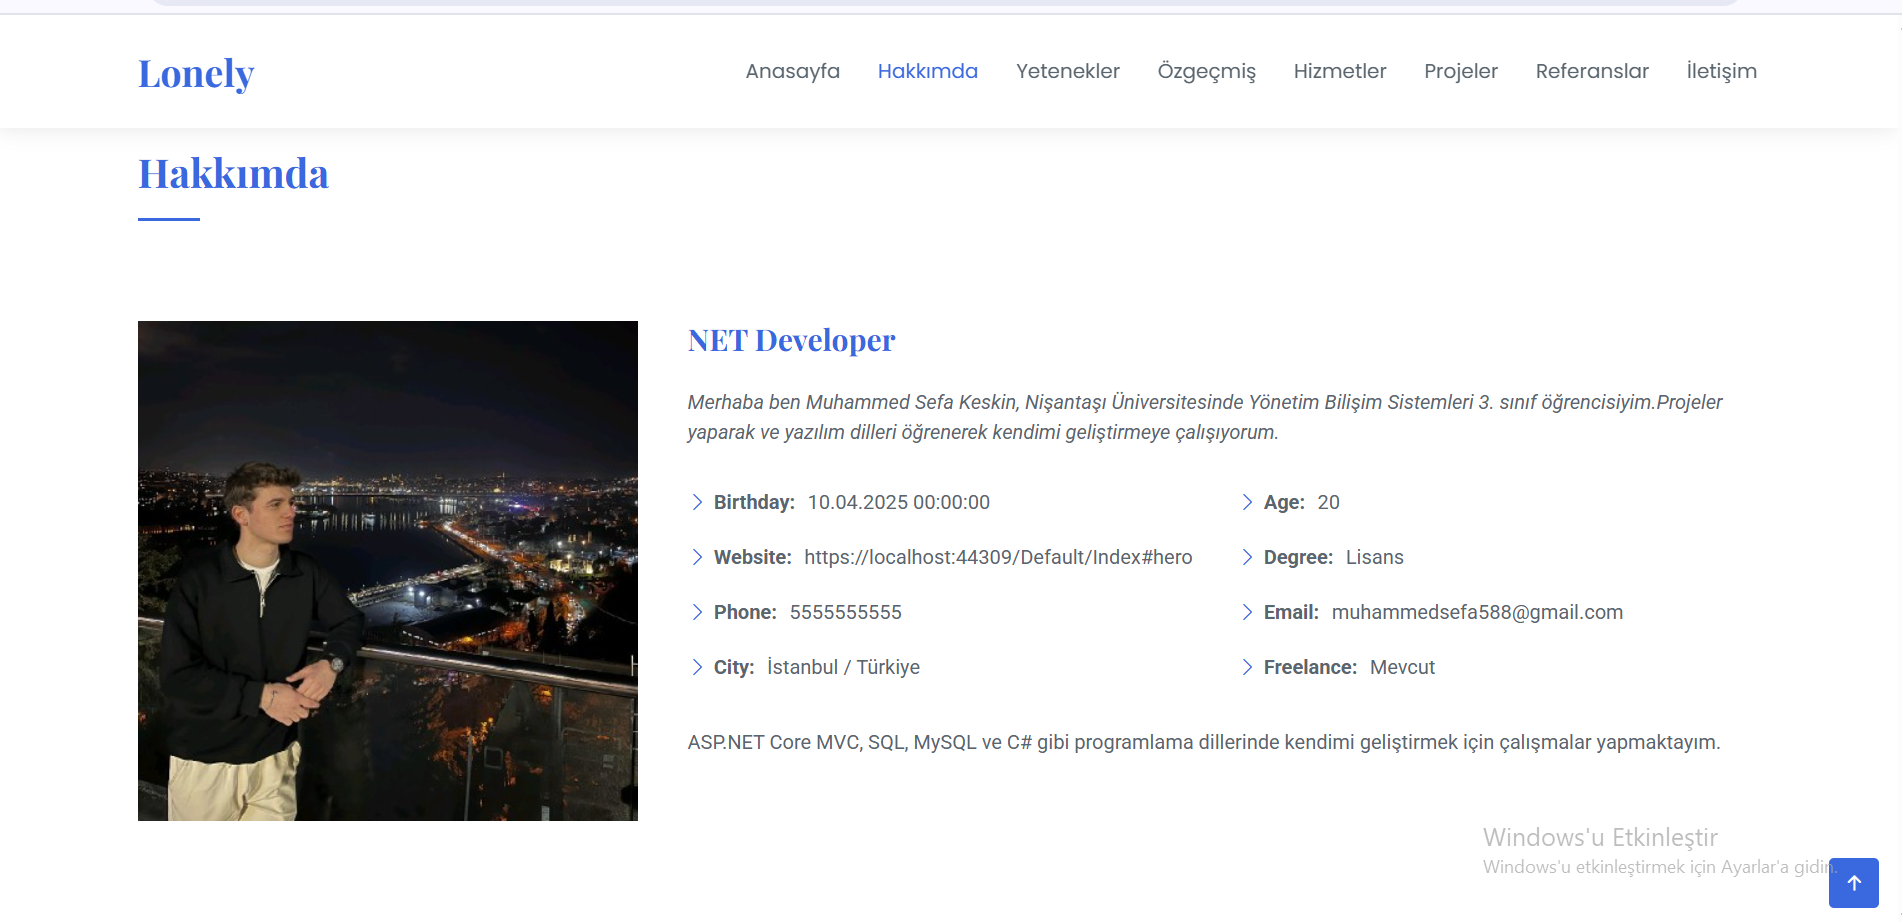 Lonely
Anasayfa Hakkımda Yetenekler Özgeçmiş Hizmetler Projeler Referanslar İletişim
Hakkımda
NET Developer
Merhaba ben Muhammed Sefa Keskin, Nişantaşı Üniversitesinde Yönetim Bilişim Sistemleri 3. sınıf öğrencisiyim.Projeler
yaparak ve yazılım dilleri öğrenerek kendimi geliştirmeye çalışıyorum.
Birthday: 10.04.2025 00:00:00
Age: 20
Website: https://localhost:44309/Default/Index#hero
Degree: Lisans
Phone: 5555555555
Email: muhammedsefa588@gmail.com
City: İstanbul / Türkiye
Freelance: Mevcut
ASP.NET Core MVC, SQL, MySQL ve C# gibi programlama dillerinde kendimi geliştirmek için çalışmalar yapmaktayım.
Windows'u Etkinleştir
Windows'u etkinleştirmek için Ayarlar'a gidin.